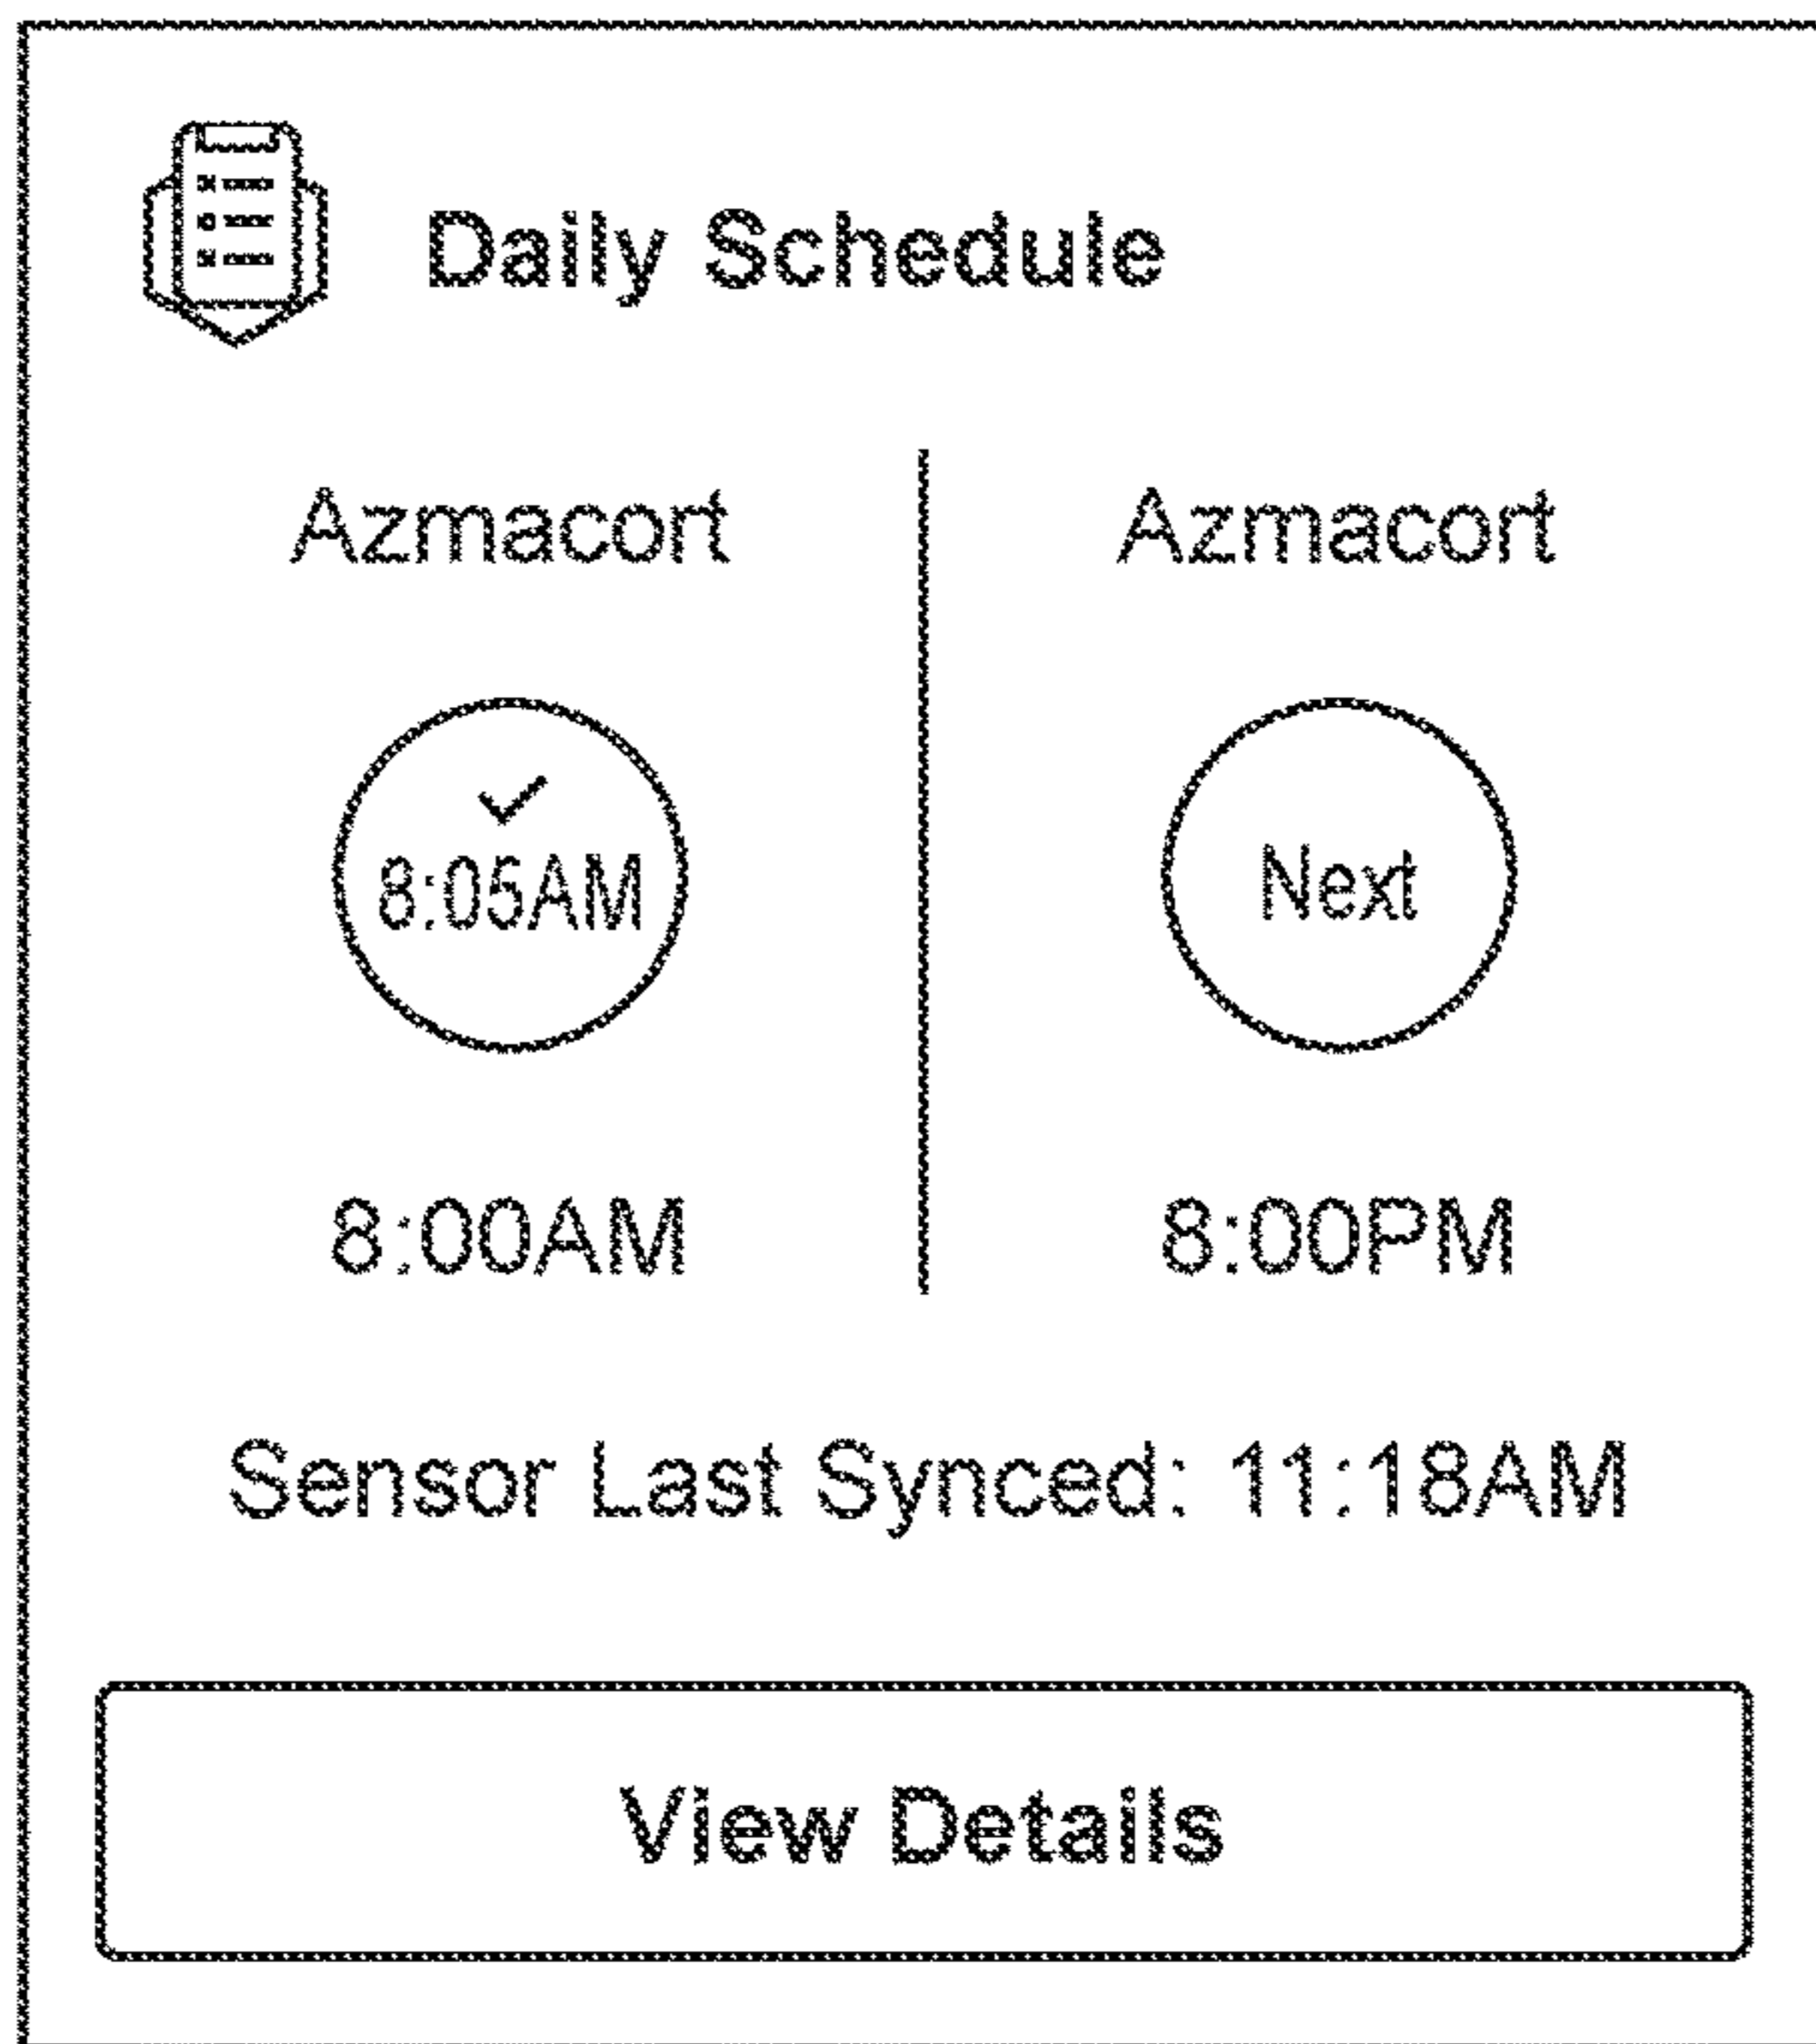 Daily Schedule
Azmacort
Azmacort
8:05AM
Next
8:00AM
8:00PM
Sensor Last Synced: 11:18AM
View Details